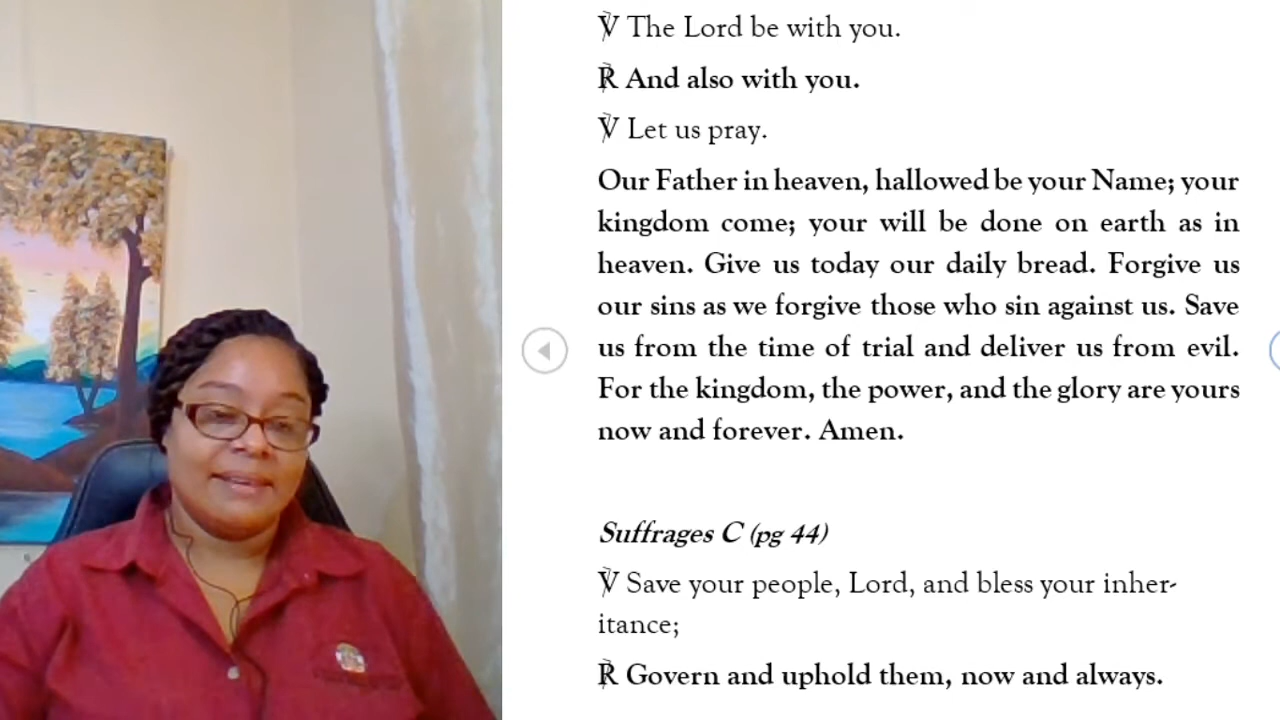 ℣ The Lord be with you.
℟ And also with you.
℣ Let us pray.
Our Father in heaven, hallowed be your Name; your
kingdom come; your will be done on earth as in
heaven. Give us today our daily bread. Forgive us
our sins as we forgive those who sin against us. Save
us from the time of trial and deliver us from evil.
For the kingdom, the power, and the glory are yours
now and forever. Amen.
Suffrages C (pg 44)
℣ Save your people, Lord, and bless your inher-
itance;
℟ Govern and uphold them, now and always.